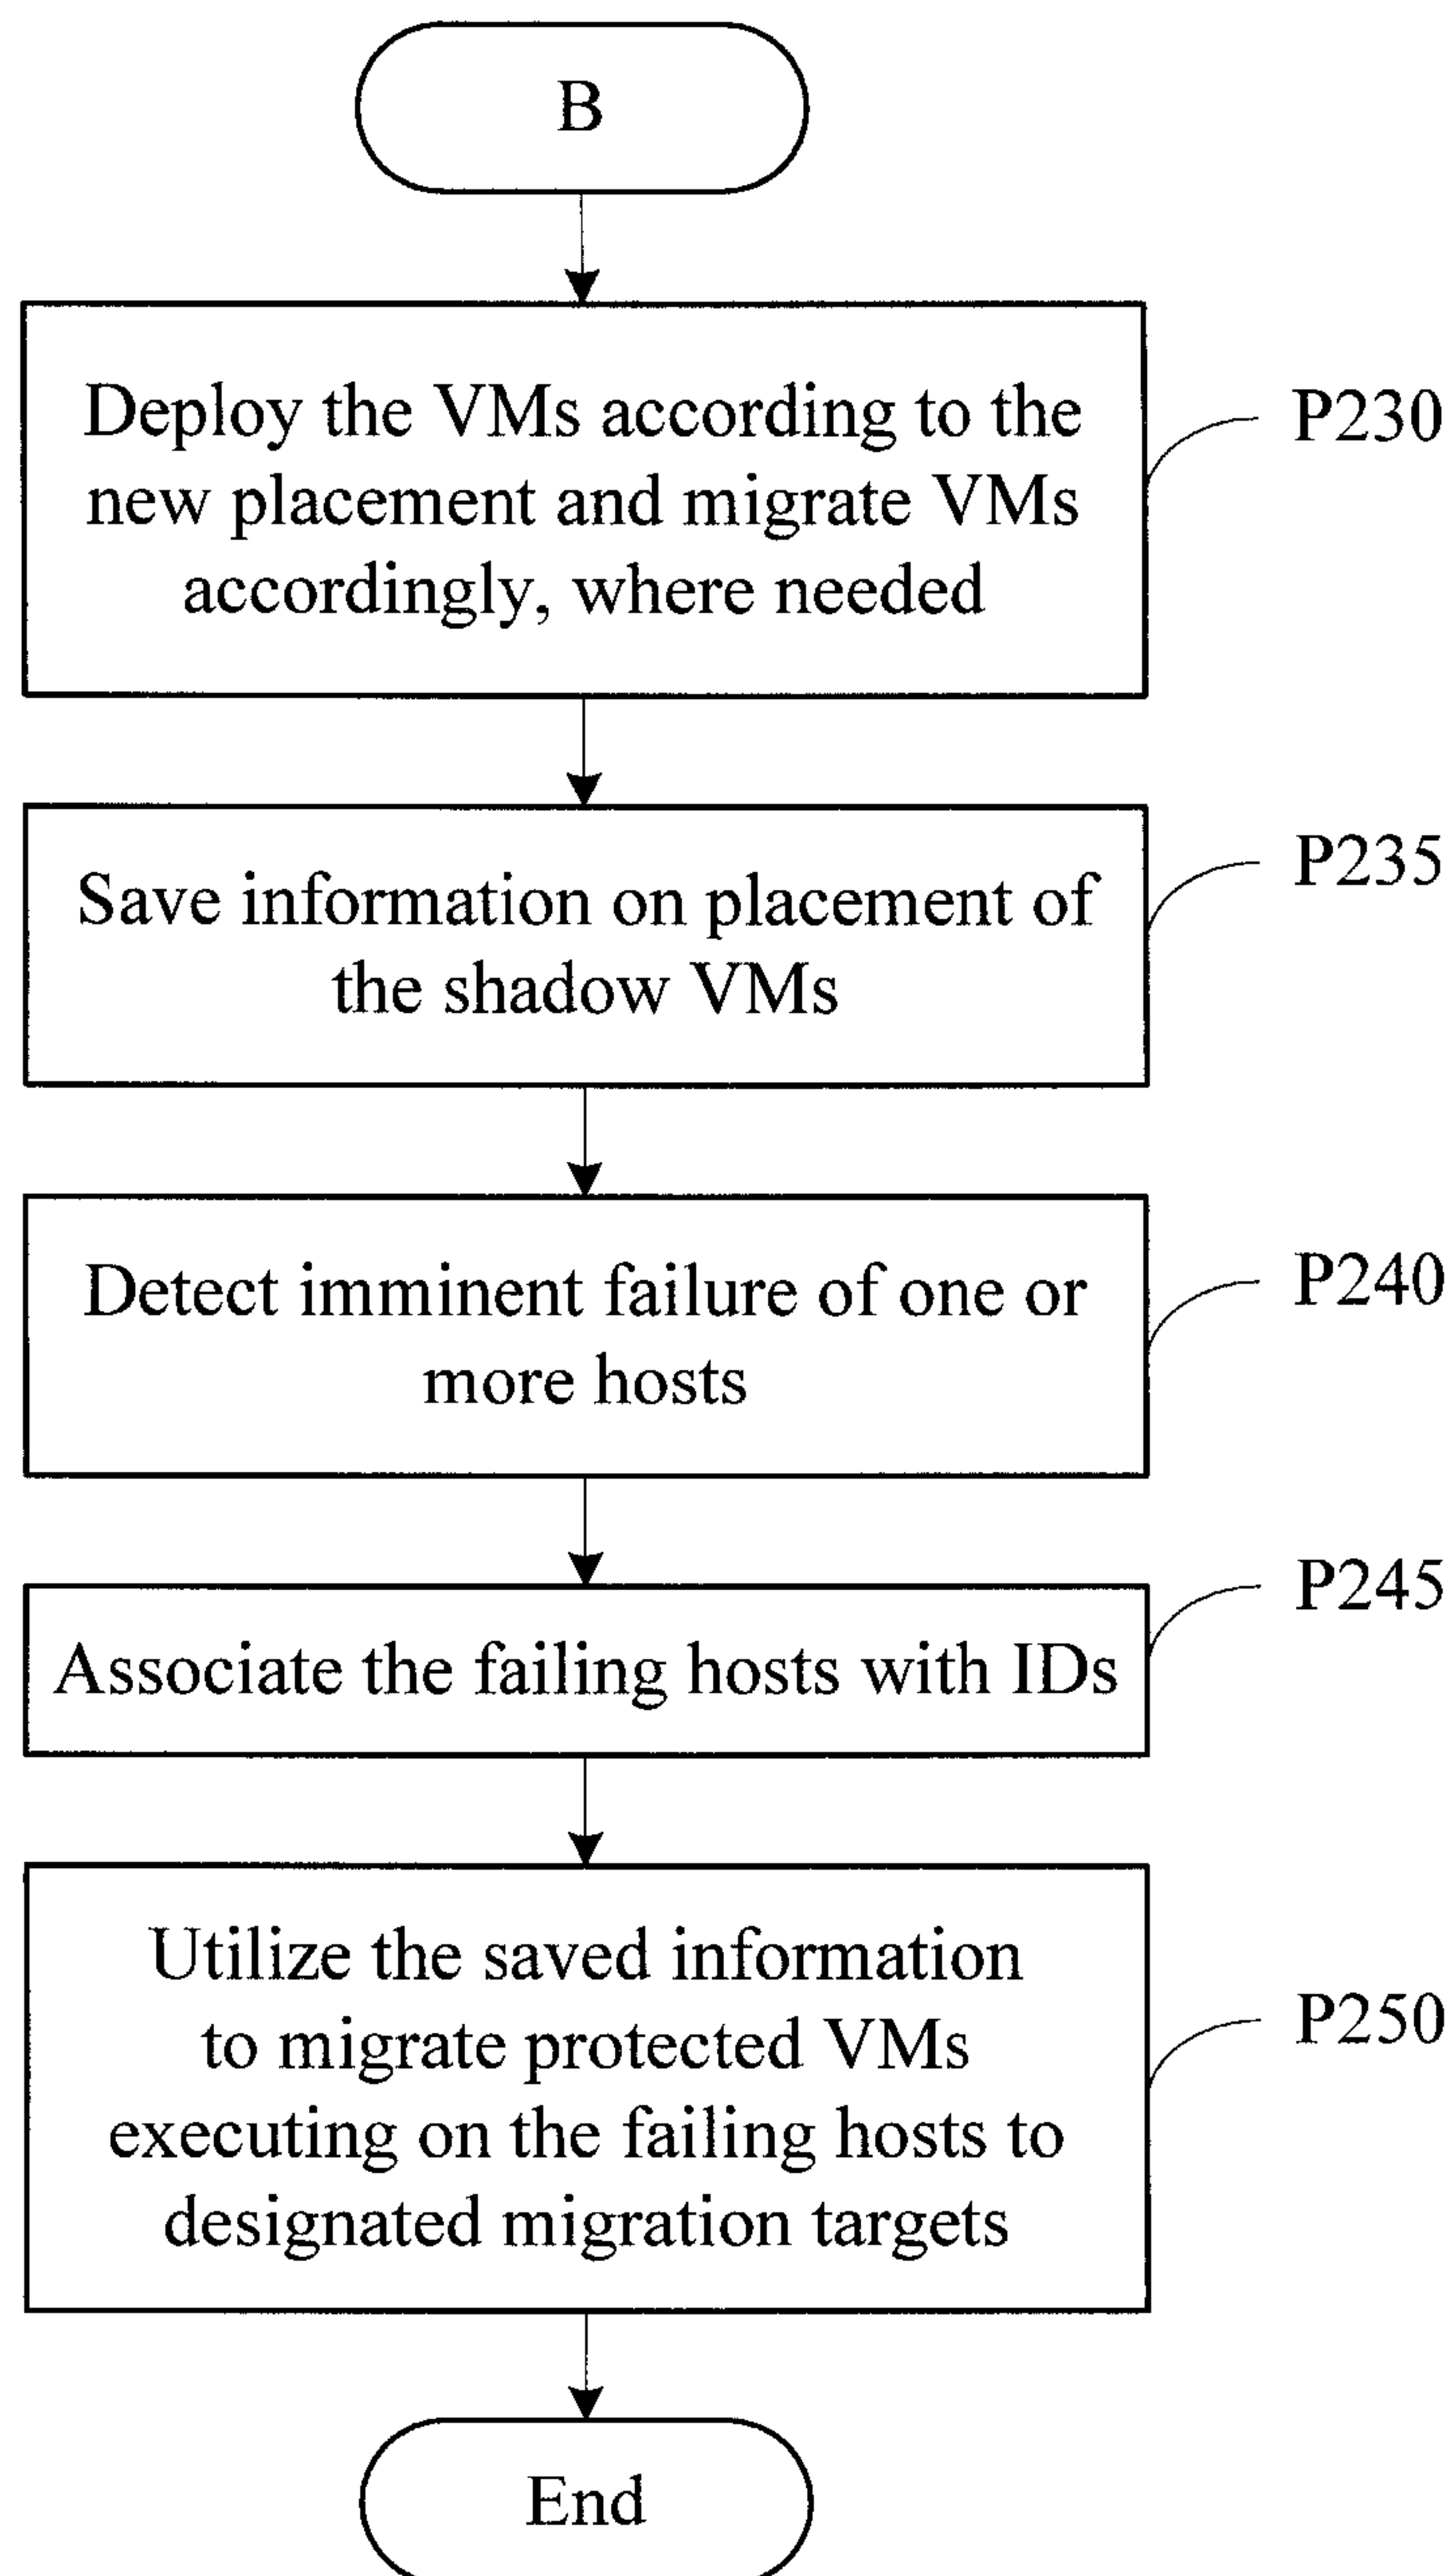 B
Deploy the VMs according to the
new placement and migrate VMs
accordingly, where needed
P230
Save information on placement of
the shadow VMs
P235
Detect imminent failure of one or
more hosts
P240
Associate the failing hosts with IDs
P245
Utilize the saved information
to migrate protected VMs
executing on the failing hosts to
designated migration targets
P250
End